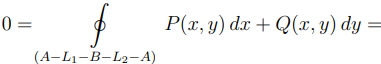 0 = ∮ P(x, y) dx + Q(x, y) dy =
(A−L₁−B−L₂−A)